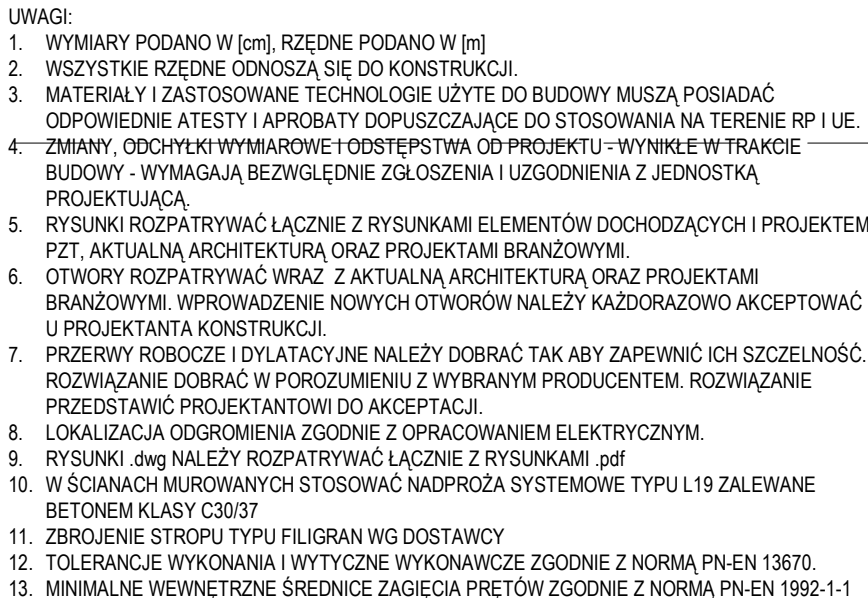 UWAGI:
1. WYMIARY PODANO W [cm], RZĘDNE PODANO W [m]
2. WSZYSTKIE RZĘDNE ODNOSZĄ SIĘ DO KONSTRUKCJI.
3. MATERIAŁY I ZASTOSOWANE TECHNOLOGIE UŻYTE DO BUDOWY MUSZĄ POSIADAĆ
ODPOWIEDNIE ATESTY I APROBATY DOPUSZCZAJĄCE DO STOSOWANIA NA TERENIE RP I UE.
4. ZMIANY, ODCHYŁKI WYMIAROWE I ODSTĘPSTWA OD PROJEKTU - WYNIKŁE W TRAKCIE
BUDOWY - WYMAGAJĄ BEZWGLĘDNIE ZGŁOSZENIA I UZGODNIENIA Z JEDNOSTKĄ
PROJEKTUJĄCĄ.
5. RYSUNKI ROZPATRYWAĆ ŁĄCZNIE Z RYSUNKAMI ELEMENTÓW DOCHODZĄCYCH I PROJEKTEM
PZT, AKTUALNĄ ARCHITEKTURĄ ORAZ PROJEKTAMI BRANŻOWYMI.
6. OTWORY ROZPATRYWAĆ WRAZ Z AKTUALNĄ ARCHITEKTURĄ ORAZ PROJEKTAMI
BRANŻOWYMI. WPROWADZENIE NOWYCH OTWORÓW NALEŻY KAŻDORAZOWO AKCEPTOWAĆ
U PROJEKTANTA KONSTRUKCJI.
7. PRZERWY ROBOCZE I DYLATACYJNE NALEŻY DOBRAĆ TAK ABY ZAPEWNIĆ ICH SZCZELNOŚĆ.
ROZWIĄZANIE DOBRAĆ W POROZUMIENIU Z WYBRANYM PRODUCENTEM. ROZWIĄZANIE
PRZEDSTAWIĆ PROJEKTANTOWI DO AKCEPTACJI.
8. LOKALIZACJA ODGROMIENIA ZGODNIE Z OPRACOWANIEM ELEKTRYCZNYM.
9. RYSUNKI .dwg NALEŻY ROZPATRYWAĆ ŁĄCZNIE Z RYSUNKAMI .pdf
10. W ŚCIANACH MUROWANYCH STOSOWAĆ NADPROŻA SYSTEMOWE TYPU L19 ZALEWANE
BETONEM KLASY C30/37
11. ZBROJENIE STROPU TYPU FILIGRAN WG DOSTAWCY
12. TOLERANCJE WYKONANIA I WYTYCZNE WYKONAWCZE ZGODNIE Z NORMĄ PN-EN 13670.
13. MINIMALNE WEWNĘTRZNE ŚREDNICE ZAGIĘCIA PRĘTÓW ZGODNIE Z NORMĄ PN-EN 1992-1-1